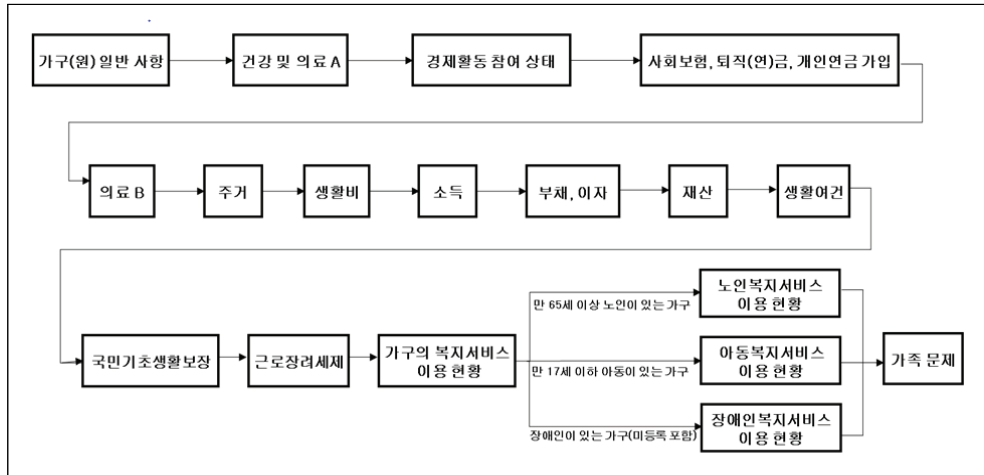 가구(원) 일반 사항
건강 및 의료 A
경제활동 참여 상태
사회보험, 퇴직(연)금, 개인연금 가입
의료 B
주거
생활비
소득
부채, 이자
재산
생활여건
국민기초생활보장
근로장려세제
가구의 복지서비스
이용 현황
만 65세 이상 노인이 있는 가구
노인복지서비스
이용 현황
만 17세 이하 아동이 있는 가구
아동복지서비스
이용 현황
장애인이 있는 가구(미등록 포함)
장애인복지서비스
이용 현황
가족 문제